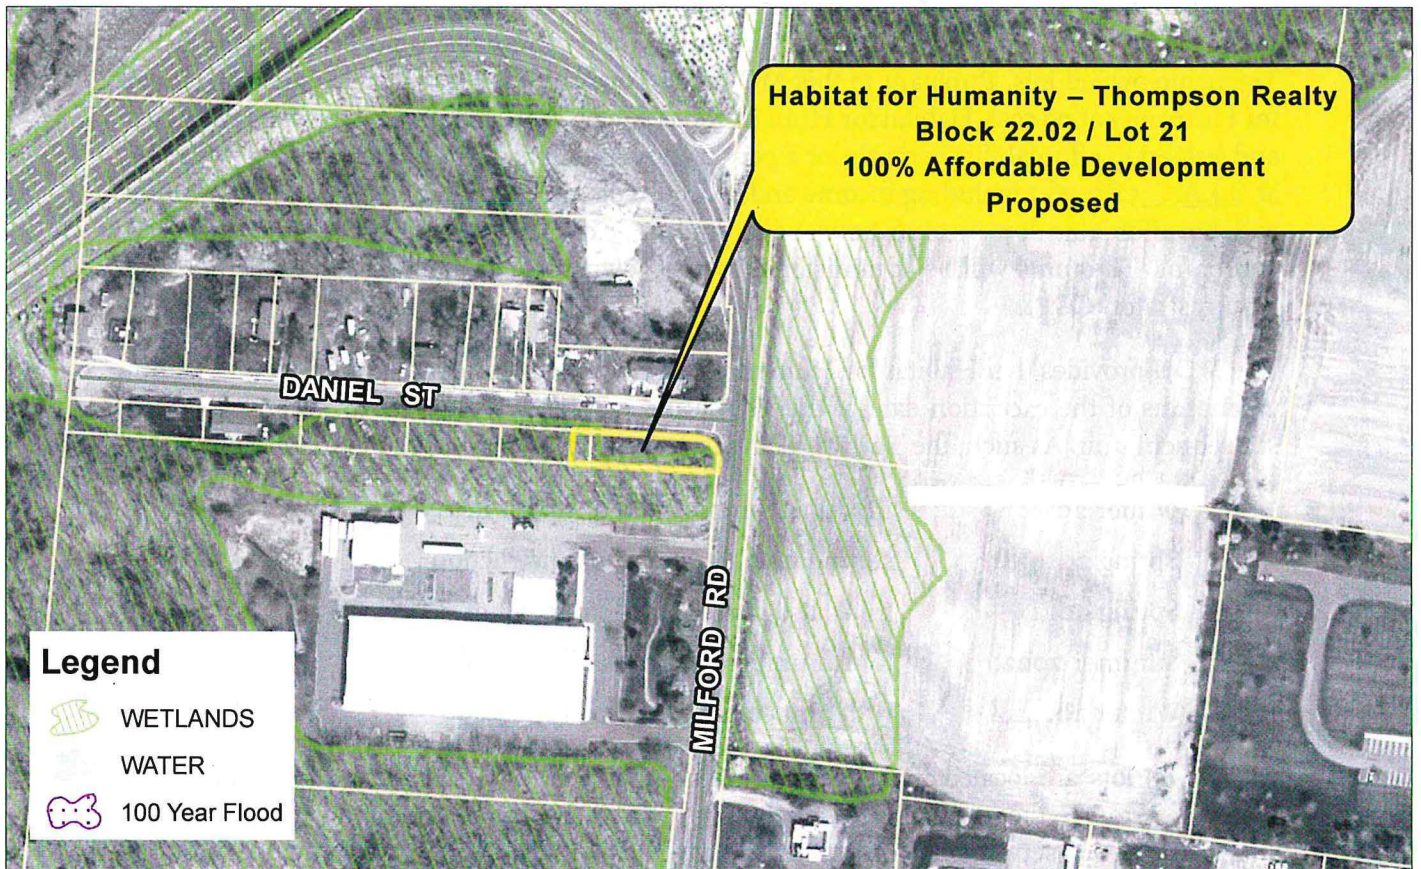 Habitat for Humanity – Thompson Realty
Block 22.02 / Lot 21
100% Affordable Development
Proposed
DANIEL ST
MILFORD RD
Legend
WETLANDS
WATER
100 Year Flood